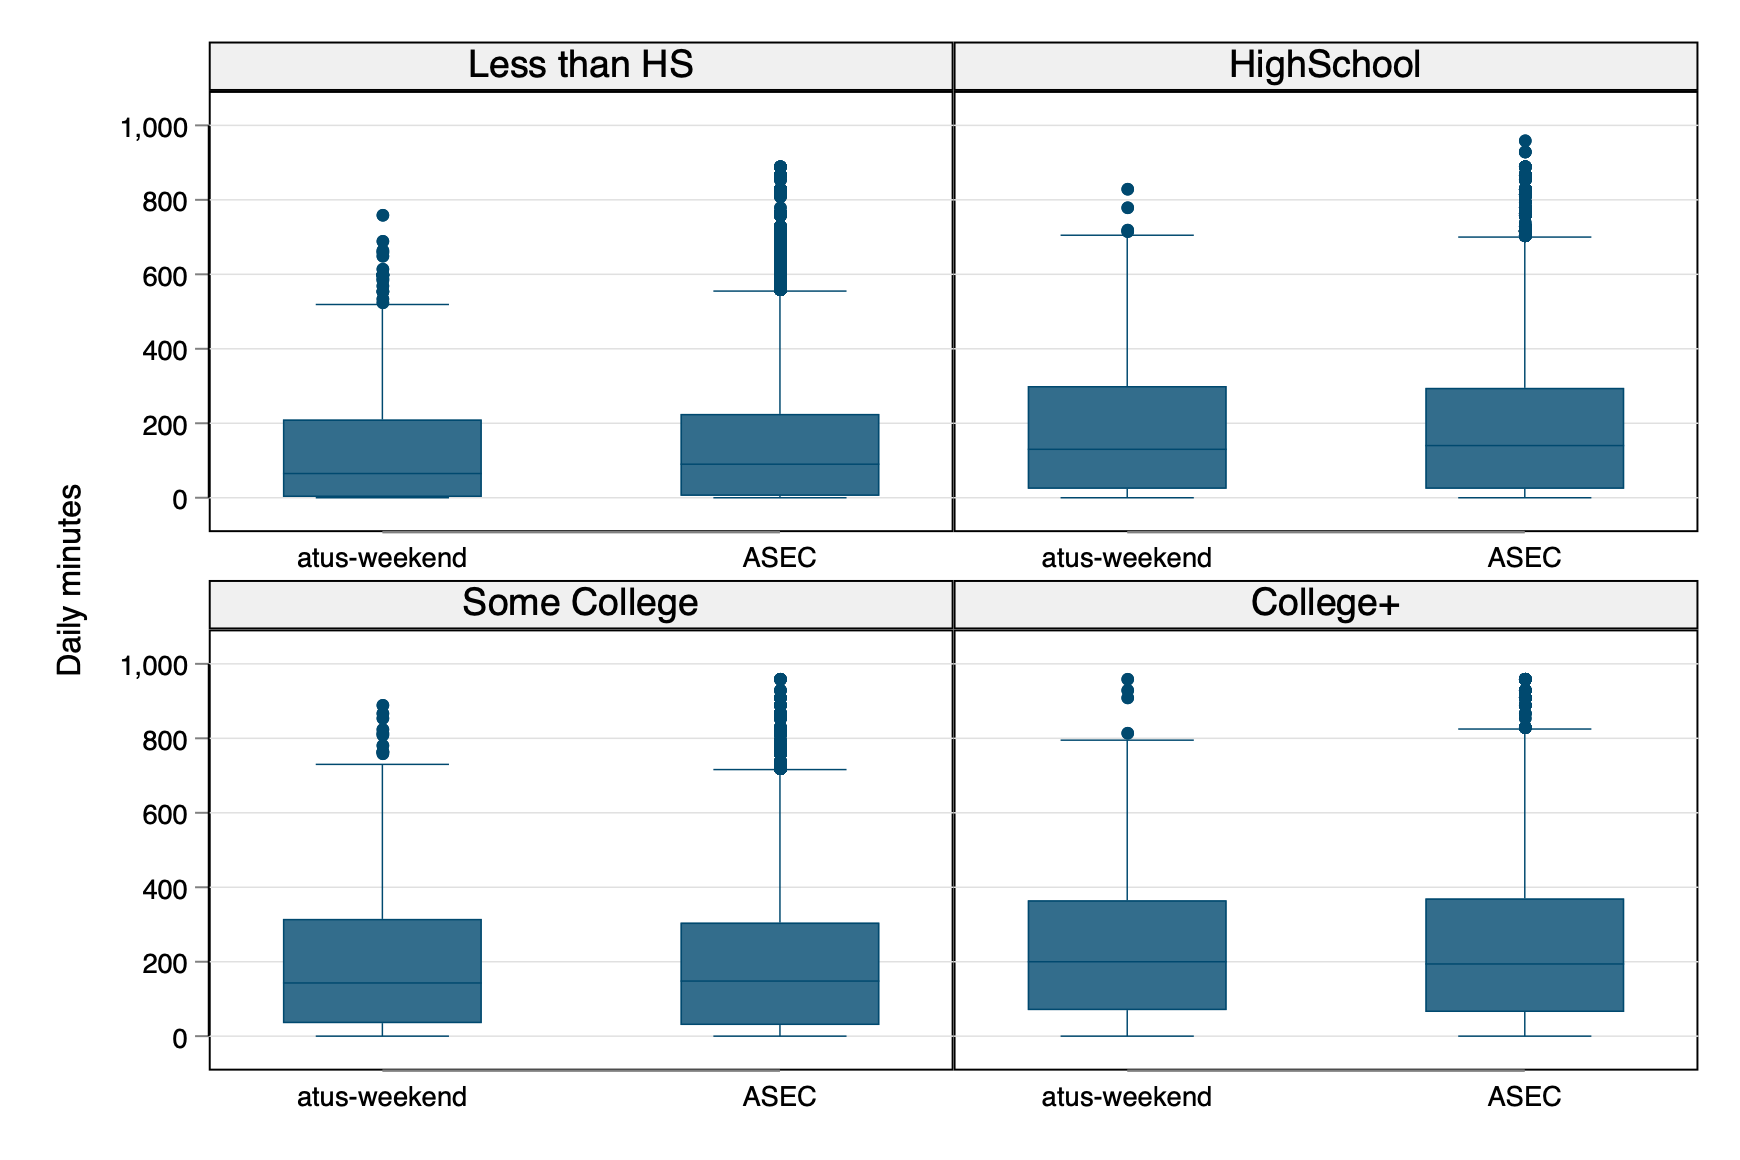 Less than HS
HighSchool
1,000
800
600
400
200
0
atus-weekend
ASEC
atus-weekend
ASEC
Daily minutes
Some College
College+
1,000
800
600
400
200
0
atus-weekend
ASEC
atus-weekend
ASEC